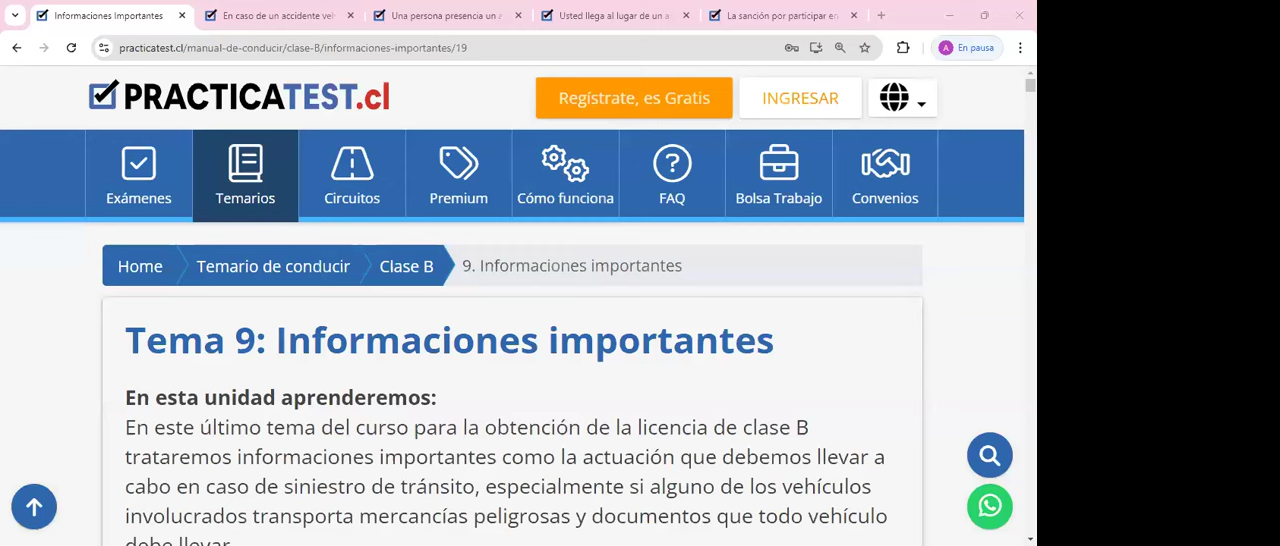 Informaciones Importantes
En caso de un accidente veh
Una persona presencia un a
Usted llega al lugar de un a
La sanción por participar en
practicatest.cl/manual-de-conducir/clase-B/informaciones-importantes/19
A En pausa
PRACTICATEST.cl
Regístrate, es Gratis
INGRESAR
Exámenes
Temarios
Circuitos
Premium
Cómo funciona
FAQ
Bolsa Trabajo
Convenios
Home
Temario de conducir
Clase B
9. Informaciones importantes
Tema 9: Informaciones importantes
En esta unidad aprenderemos:
En este último tema del curso para la obtención de la licencia de clase B
trataremos informaciones importantes como la actuación que debemos llevar a
cabo en caso de siniestro de tránsito, especialmente si alguno de los vehículos
involucrados transporta mercancías peligrosas y documentos que todo vehículo
debe llevar.